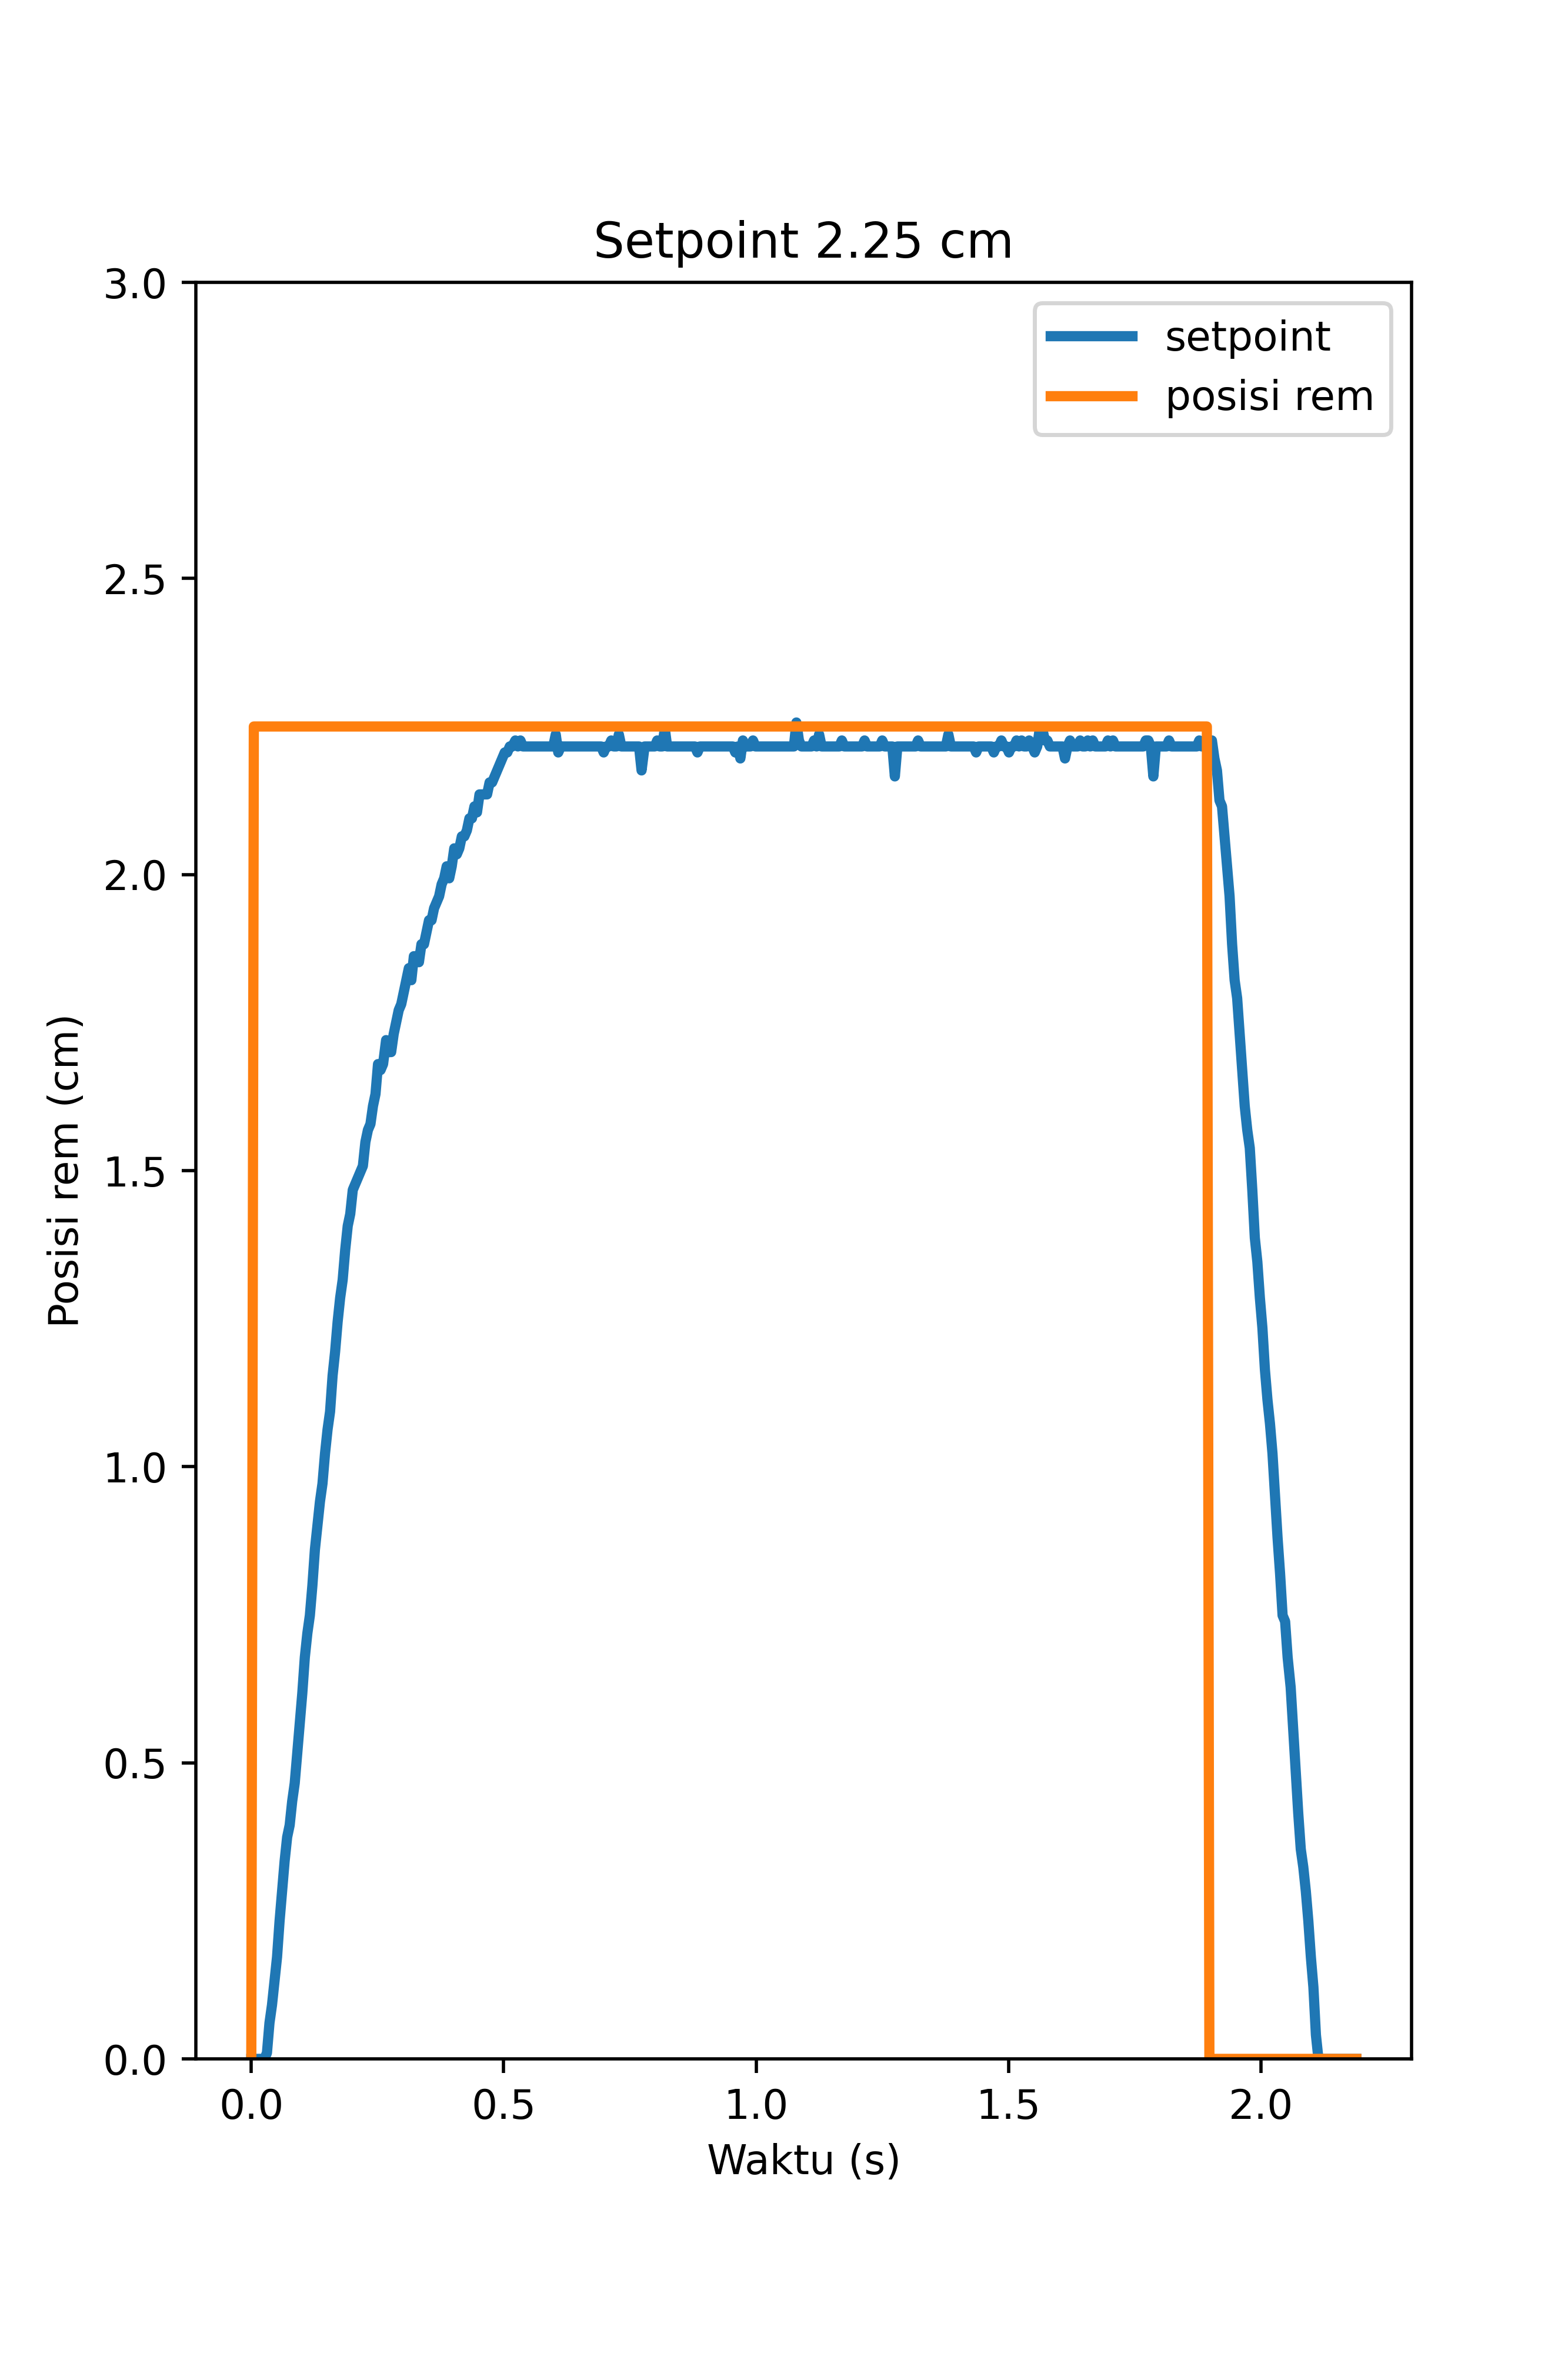 Setpoint 2.25 cm
setpoint
posisi rem
3.0
2.5
2.0
1.5
1.0
0.5
0.0
Posisi rem (cm)
0.0 0.5 1.0 1.5 2.0
Waktu (s)